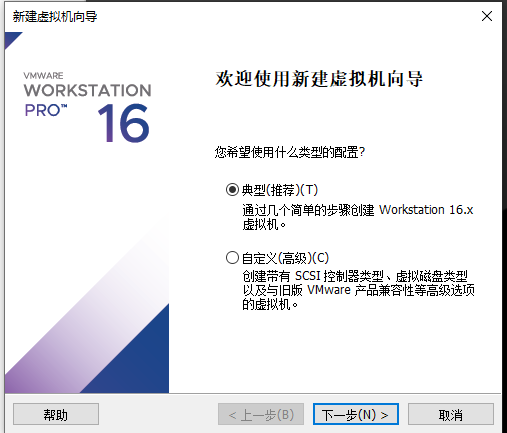 新建虚拟机向导
VMWARE
WORKSTATION
PRO™ 16
欢迎使用新建虚拟机向导
您希望使用什么类型的配置?
典型(推荐)(T)
通过几个简单的步骤创建 Workstation 16.x
虚拟机。
自定义(高级)(C)
创建带有 SCSI 控制器类型、虚拟磁盘类型
以及与旧版 VMware 产品兼容性等高级选项
的虚拟机。
帮助
< 上一步(B)
下一步(N) >
取消